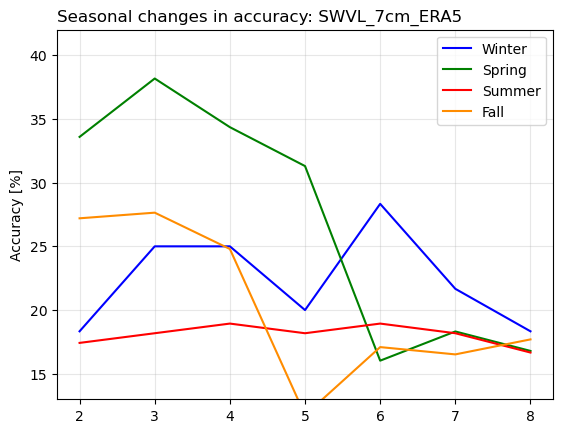 Seasonal changes in accuracy: SWVL_7cm_ERA5
40
35
30
25
20
15
Accuracy [%]
Winter
Spring
Summer
Fall
2 3 4 5 6 7 8